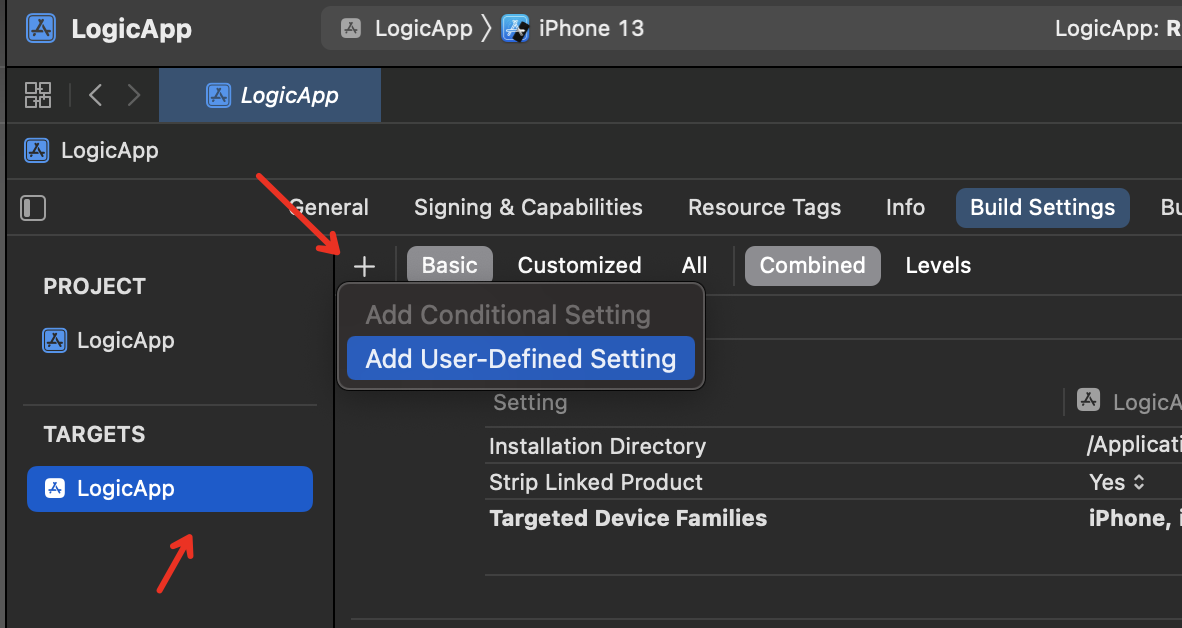 LogicApp
LogicApp
iPhone 13
LogicApp: R
LogicApp
LogicApp
General
Signing & Capabilities
Resource Tags
Info
Build Settings
Bu
PROJECT
LogicApp
TARGETS
LogicApp
Basic
Customized
All
Combined
Levels
Add Conditional Setting
Add User-Defined Setting
Setting
LogicA
Installation Directory
/Applicati
Strip Linked Product
Yes
Targeted Device Families
iPhone, i